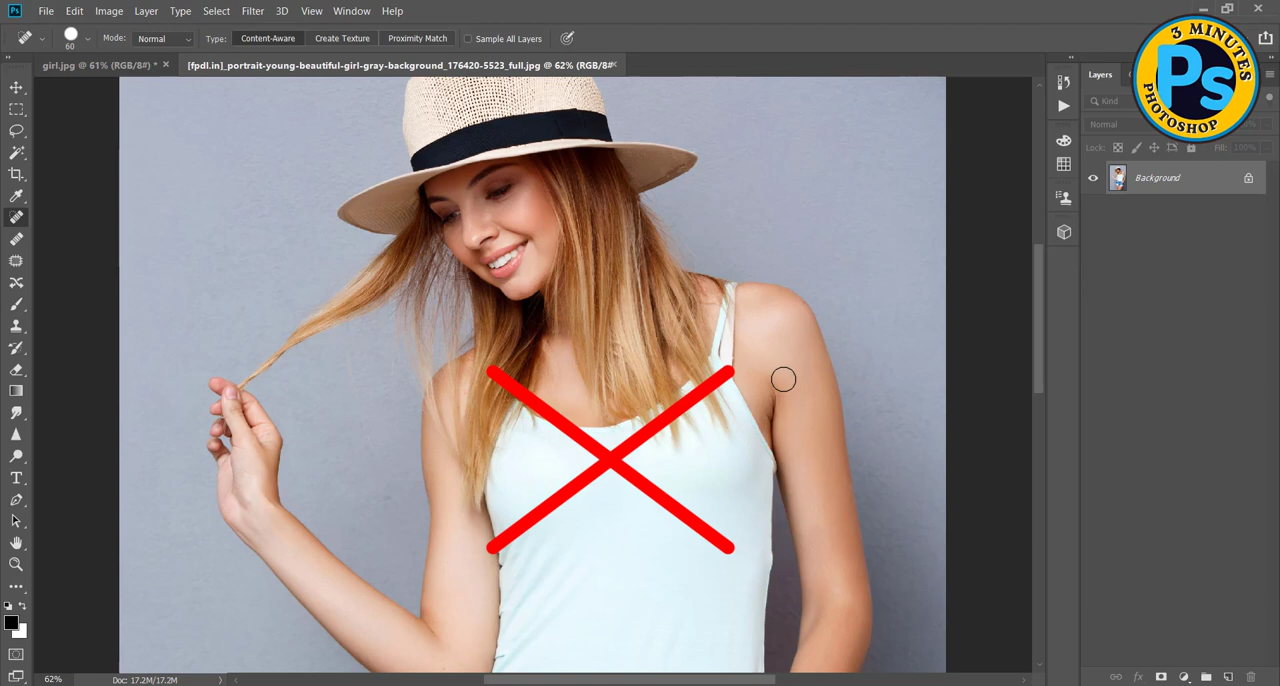 Ps File Edit Image Layer Type Select Filter 3D View Window Help
60 Mode: Normal Type: Content-Aware Create Texture Proximity Match Sample All Layers
girl.jpg @ 61% (RGB/8#) * × [fpdl.in]_portrait-young-beautiful-girl-gray-background_176420-5523_full.jpg @ 62% (RGB/8# ×
3 MINUTES
Ps
PHOTOSHOP
Layers
Kind
Normal
Lock: Fill: 100%
Background
T
fx
62% Doc: 17.2M/17.2M